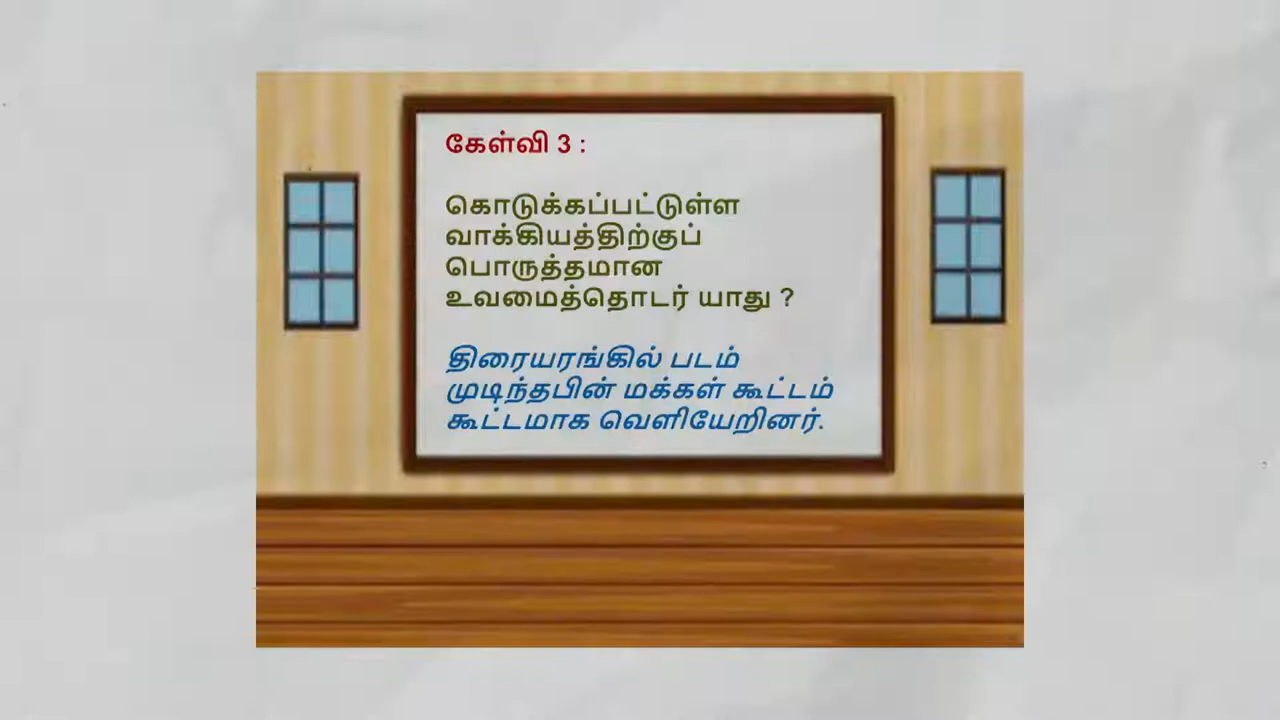 கேள்வி 3 :
கொடுக்கப்பட்டுள்ள
வாக்கியத்திற்குப்
பொருத்தமான
உவமைத்தொடர் யாது ?
திரையரங்கில் படம்
முடிந்தபின் மக்கள் கூட்டம்
கூட்டமாக வெளியேறினர்.